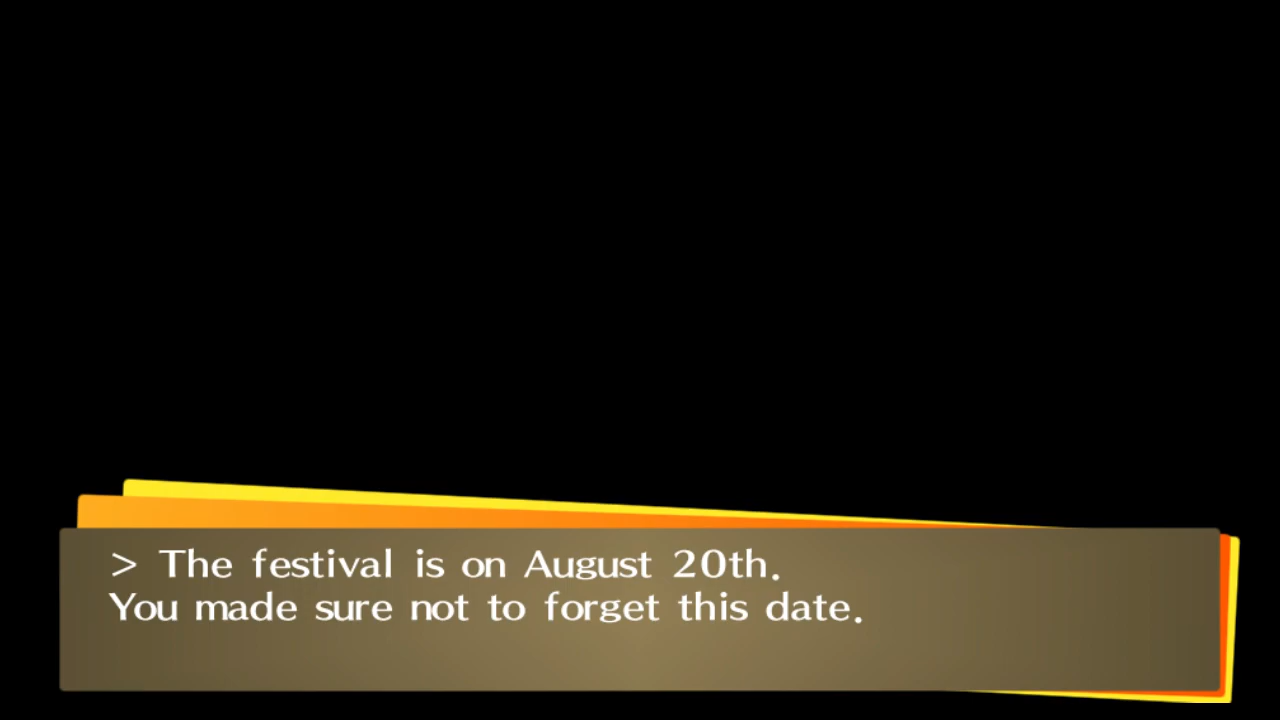 > The festival is on August 20th.
You made sure not to forget this date.